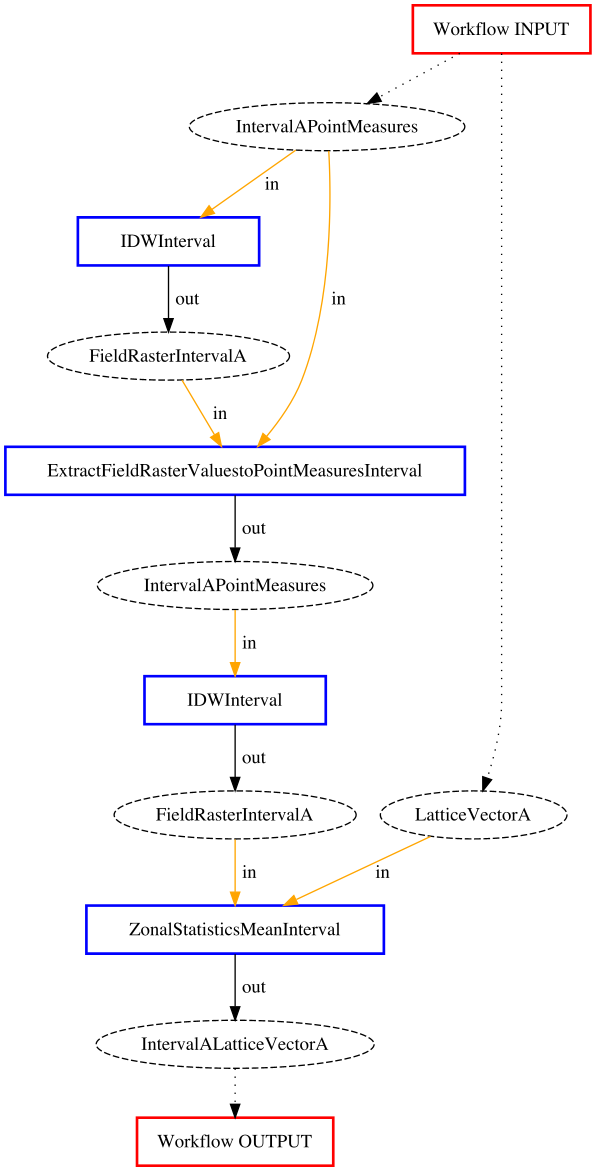 Workflow INPUT
IntervalAPointMeasures
in
IDWInterval
out
in
FieldRasterIntervalA
in
ExtractFieldRasterValuestoPointMeasuresInterval
out
IntervalAPointMeasures
in
IDWInterval
out
FieldRasterIntervalA
LatticeVectorA
in
in
ZonalStatisticsMeanInterval
out
IntervalALatticeVectorA
Workflow OUTPUT